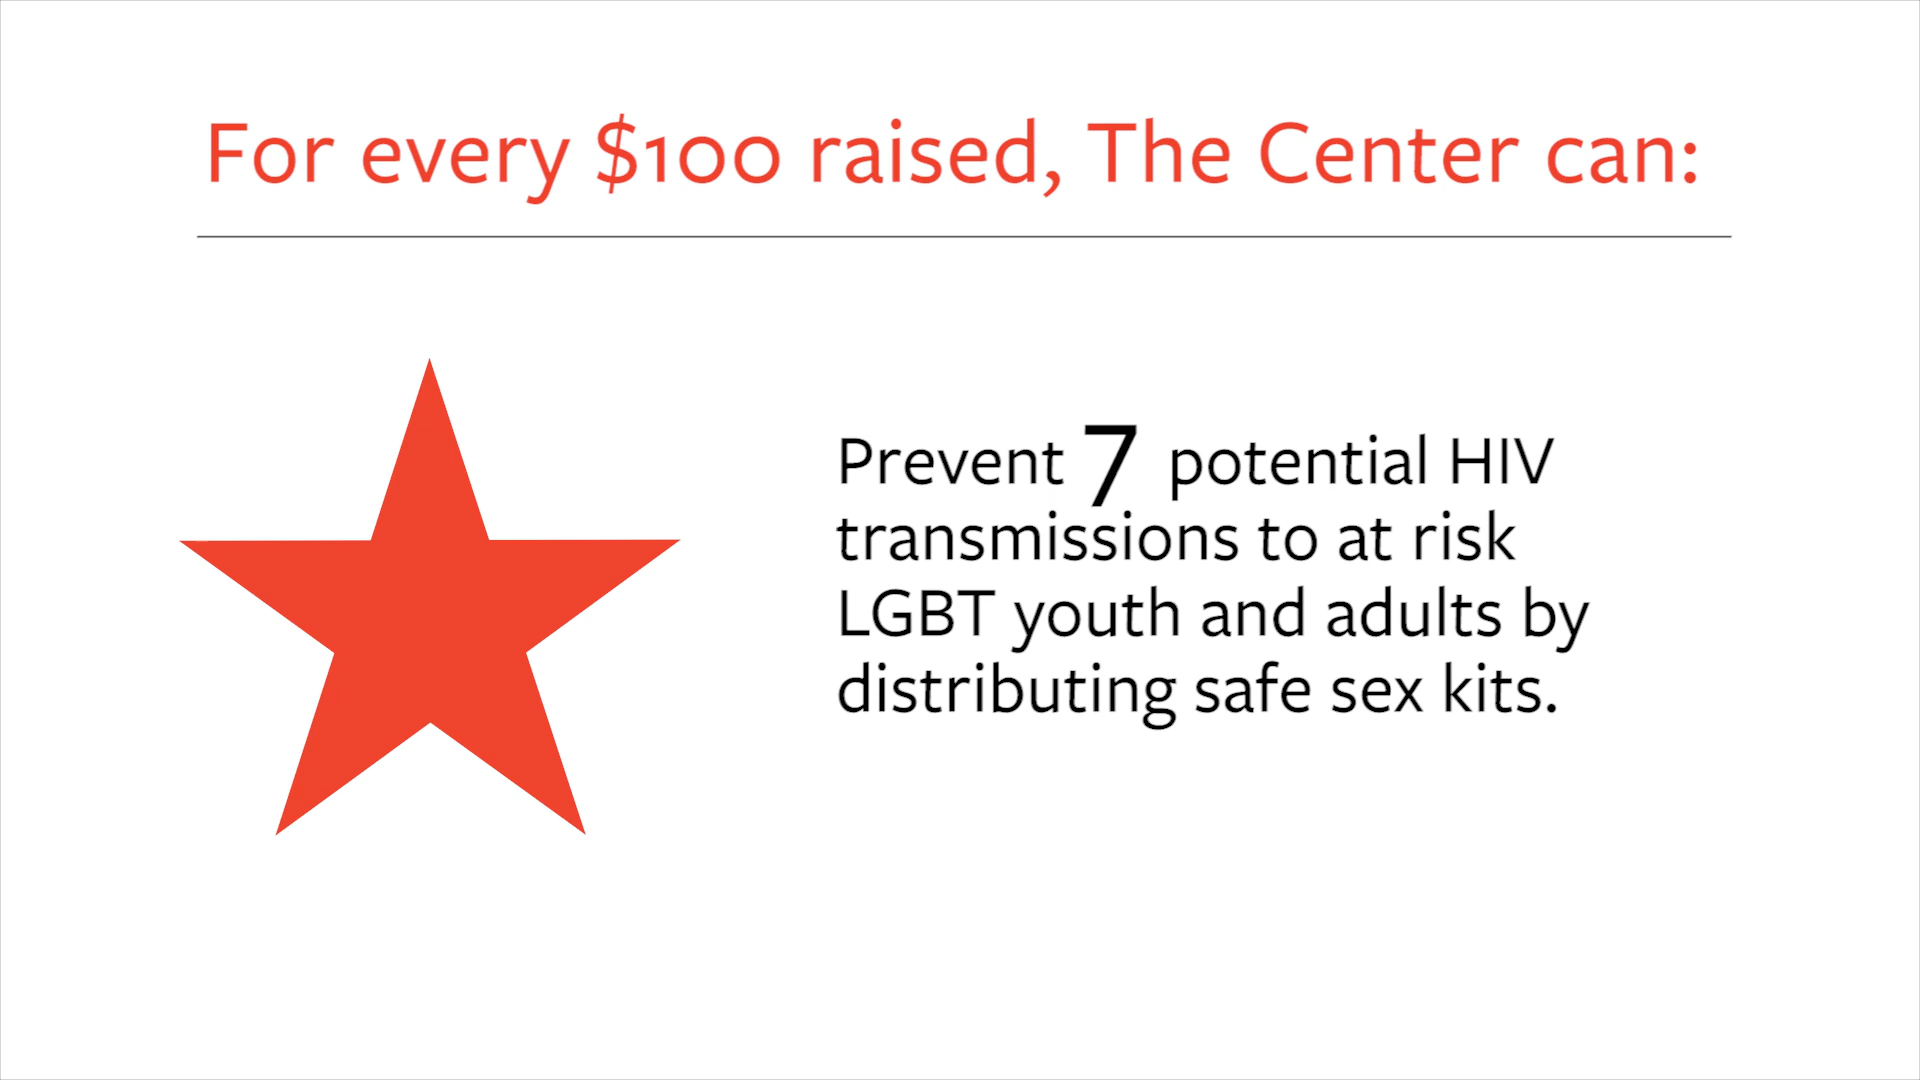 For every $100 raised, The Center can:
Prevent 7 potential HIV
transmissions to at risk
LGBT youth and adults by
distributing safe sex kits.